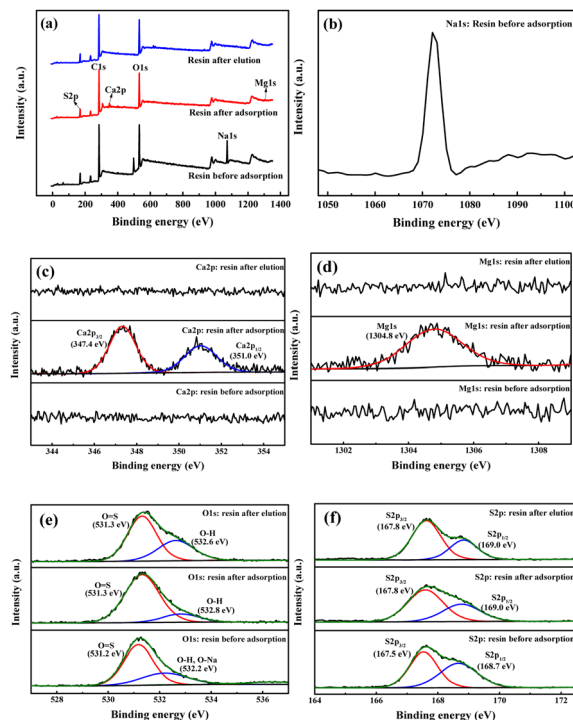 (a)
Resin after elution
C1s
O1s
S2p
Ca2p
Mg1s
Resin after adsorption
Na1s
Resin before adsorption
Intensity (a.u.)
0 200 400 600 800 1000 1200 1400
Binding energy (eV)
(b)
Na1s: Resin before adsorption
Intensity (a.u.)
1050 1060 1070 1080 1090 1100
Binding energy (eV)
(c)
Ca2p: resin after elution
Ca2p3/2
(347.4 eV)
Ca2p: resin after adsorption
Ca2p1/2
(351.0 eV)
Ca2p: resin before adsorption
Intensity (a.u.)
344 346 348 350 352 354
Binding energy (eV)
(d)
Mg1s: resin after elution
Mg1s
(1304.8 eV)
Mg1s: resin after adsorption
Mg1s: resin before adsorption
Intensity (a.u.)
1302 1304 1306 1308
Binding energy (eV)
(e)
O1s: resin after elution
O=S
(531.3 eV)
O-H
(532.6 eV)
O1s: resin after adsorption
O=S
(531.3 eV)
O-H
(532.8 eV)
O1s: resin before adsorption
O=S
(531.2 eV)
O-H, O-Na
(532.2 eV)
Intensity (a.u.)
528 530 532 534 536
Binding energy (eV)
(f)
S2p: resin after elution
S2p3/2
(167.8 eV)
S2p1/2
(169.0 eV)
S2p: resin after adsorption
S2p3/2
(167.8 eV)
S2p1/2
(169.0 eV)
S2p: resin before adsorption
S2p3/2
(167.5 eV)
S2p1/2
(168.7 eV)
Intensity (a.u.)
164 166 168 170 172
Binding energy (eV)